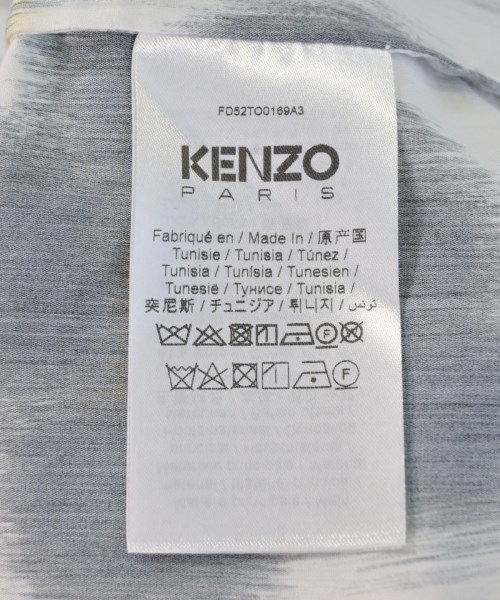 FD52TO0169A3
KENZO
PARIS
Fabriqué en / Made In / 原产国
Tunisie / Tunisia / Túnez /
Tunisia / Tunísia / Tunesien /
Tunesië / Тунисе / Tunisia /
突尼斯 / チュニジア / 튀니지 / تونس